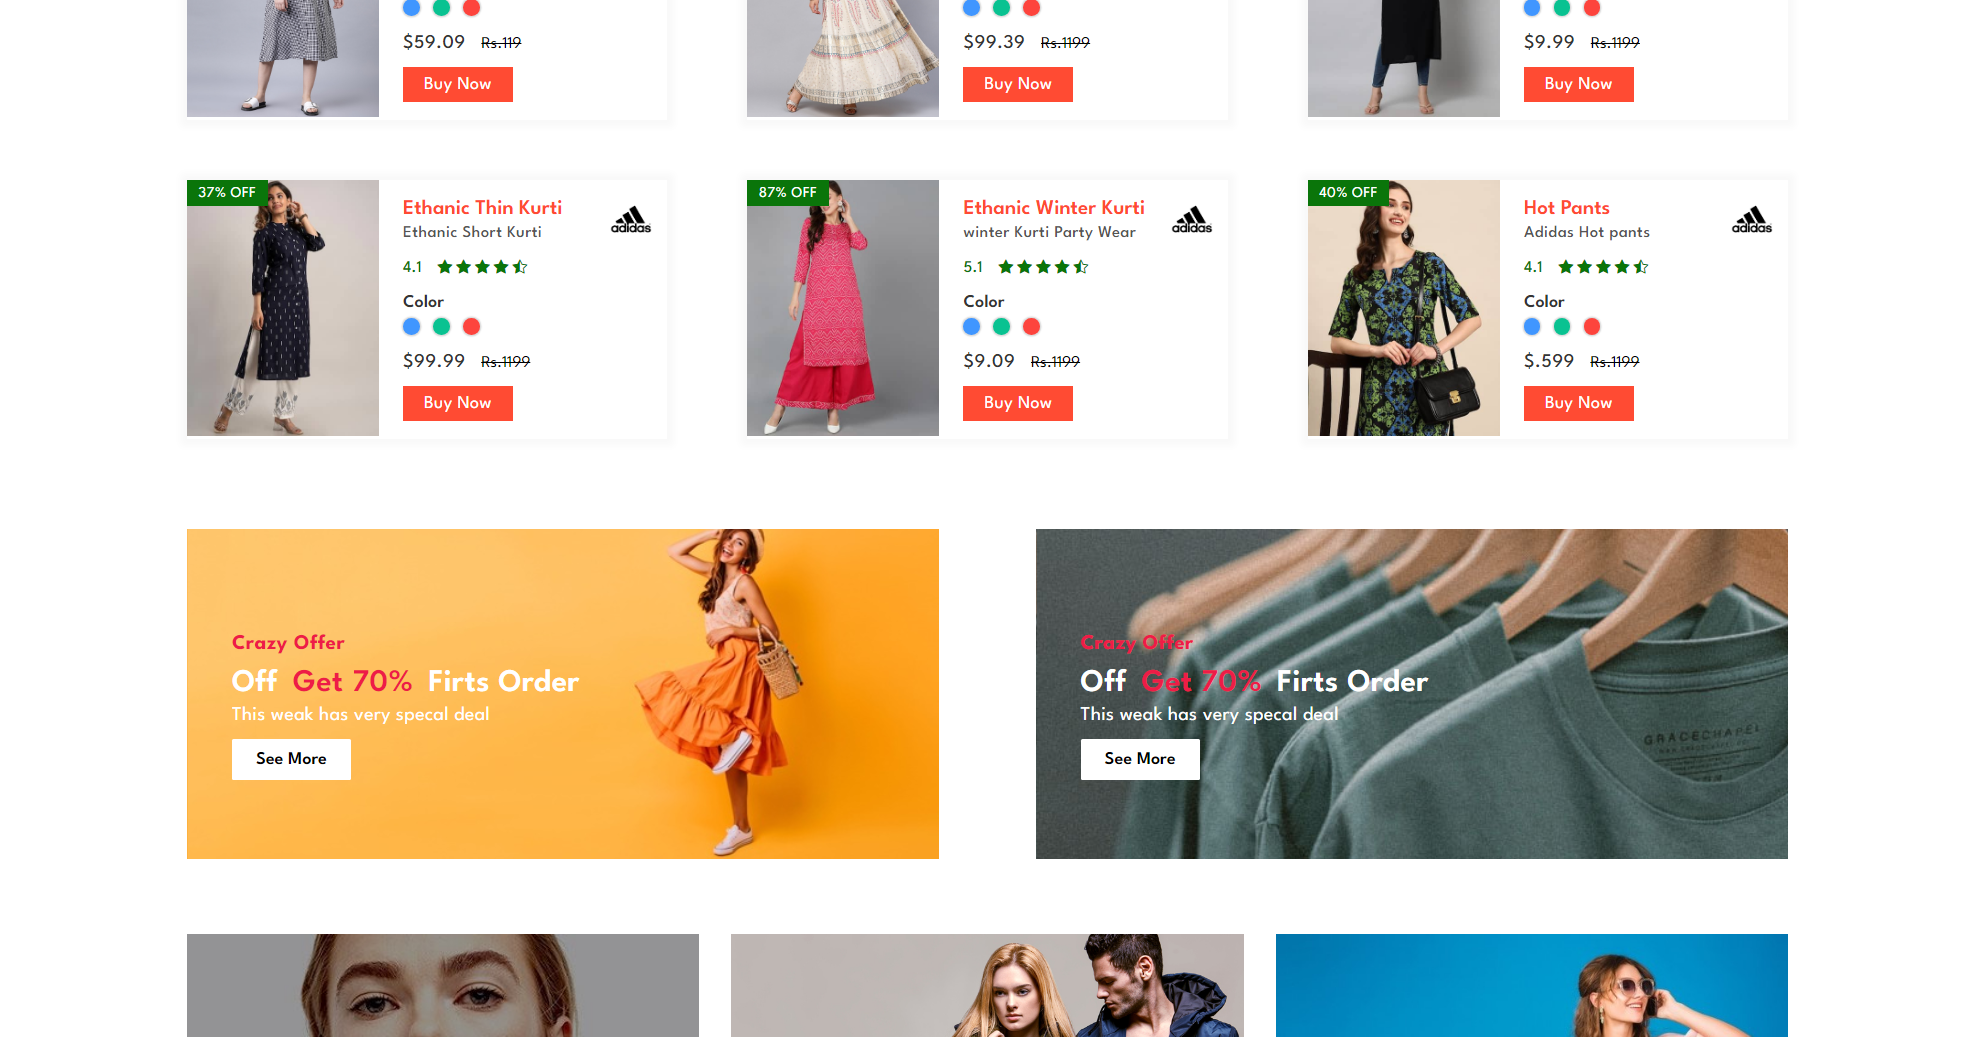 $59.09 Rs.119
Buy Now
$99.39 Rs.1199
Buy Now
$9.99 Rs.1199
Buy Now
37% OFF
Ethanic Thin Kurti
Ethanic Short Kurti
adidas
4.1
Color
$99.99 Rs.1199
Buy Now
87% OFF
Ethanic Winter Kurti
winter Kurti Party Wear
adidas
5.1
Color
$9.09 Rs.1199
Buy Now
40% OFF
Hot Pants
Adidas Hot pants
adidas
4.1
Color
$.599 Rs.1199
Buy Now
Crazy Offer
Off Get 70% Firts Order
This weak has very specal deal
See More
Crazy Offer
Off Get 70% Firts Order
This weak has very specal deal
See More
GRACECHAPEL